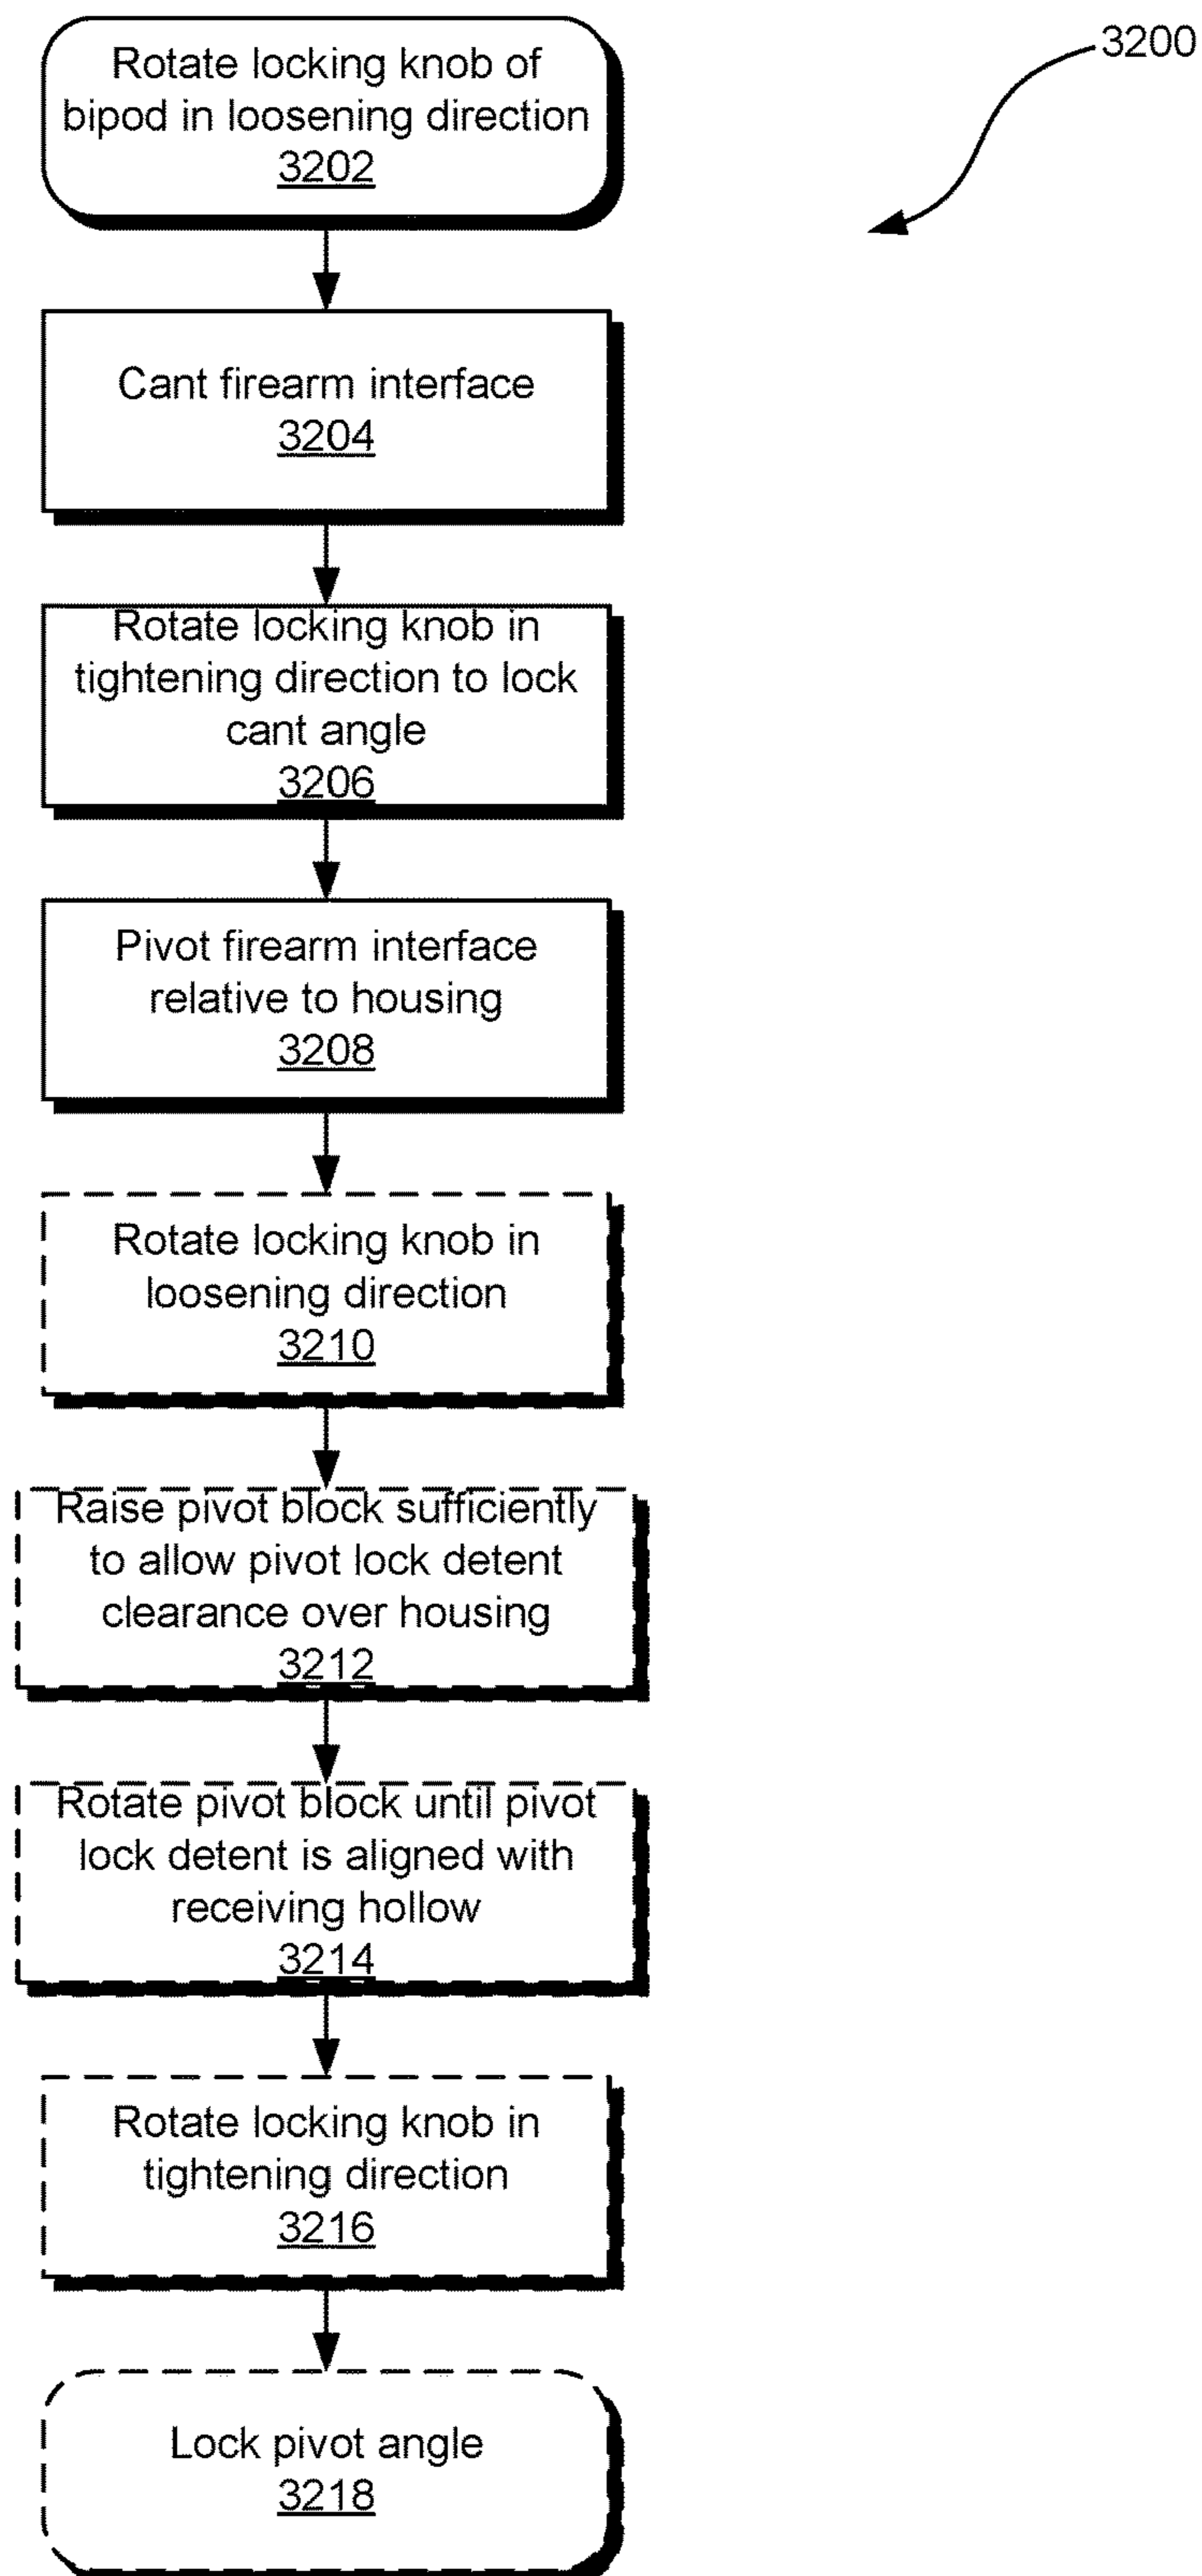 3200
Rotate locking knob of
bipod in loosening direction
3202
Cant firearm interface
3204
Rotate locking knob in
tightening direction to lock
cant angle
3206
Pivot firearm interface
relative to housing
3208
Rotate locking knob in
loosening direction
3210
Raise pivot block sufficiently
to allow pivot lock detent
clearance over housing
3212
Rotate pivot block until pivot
lock detent is aligned with
receiving hollow
3214
Rotate locking knob in
tightening direction
3216
Lock pivot angle
3218